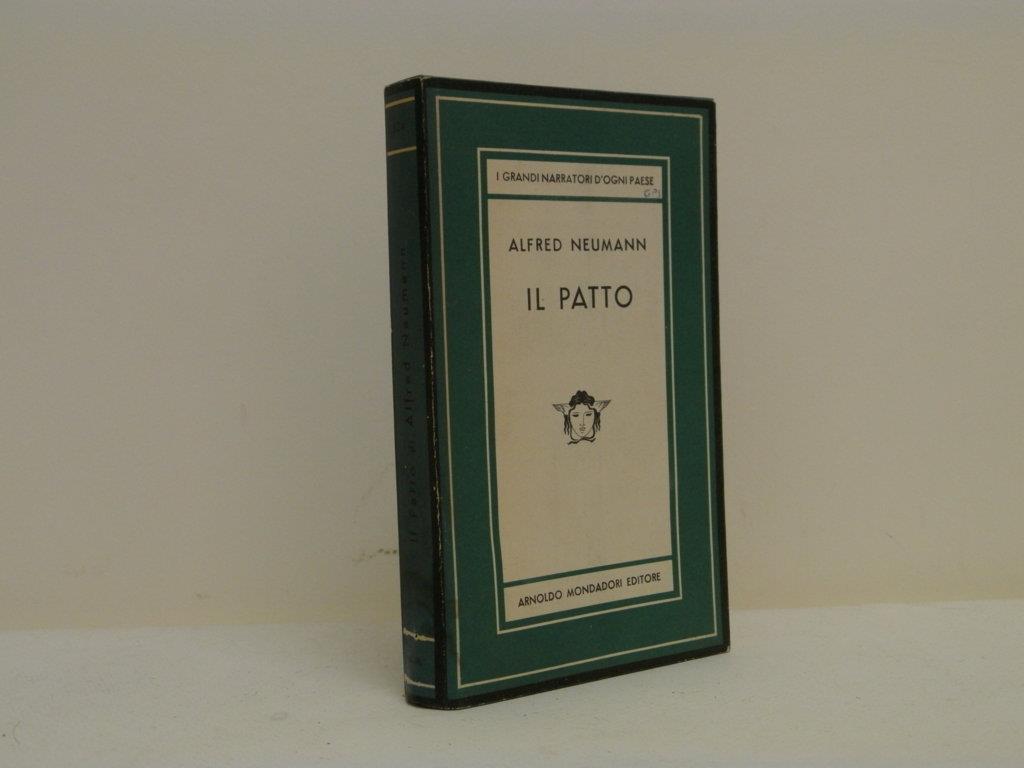 I GRANDI NARRATORI D'OGNI PAESE
ALFRED NEUMANN
IL PATTO
ARNOLDO MONDADORI EDITORE
Il Patto di Alfred Neumann